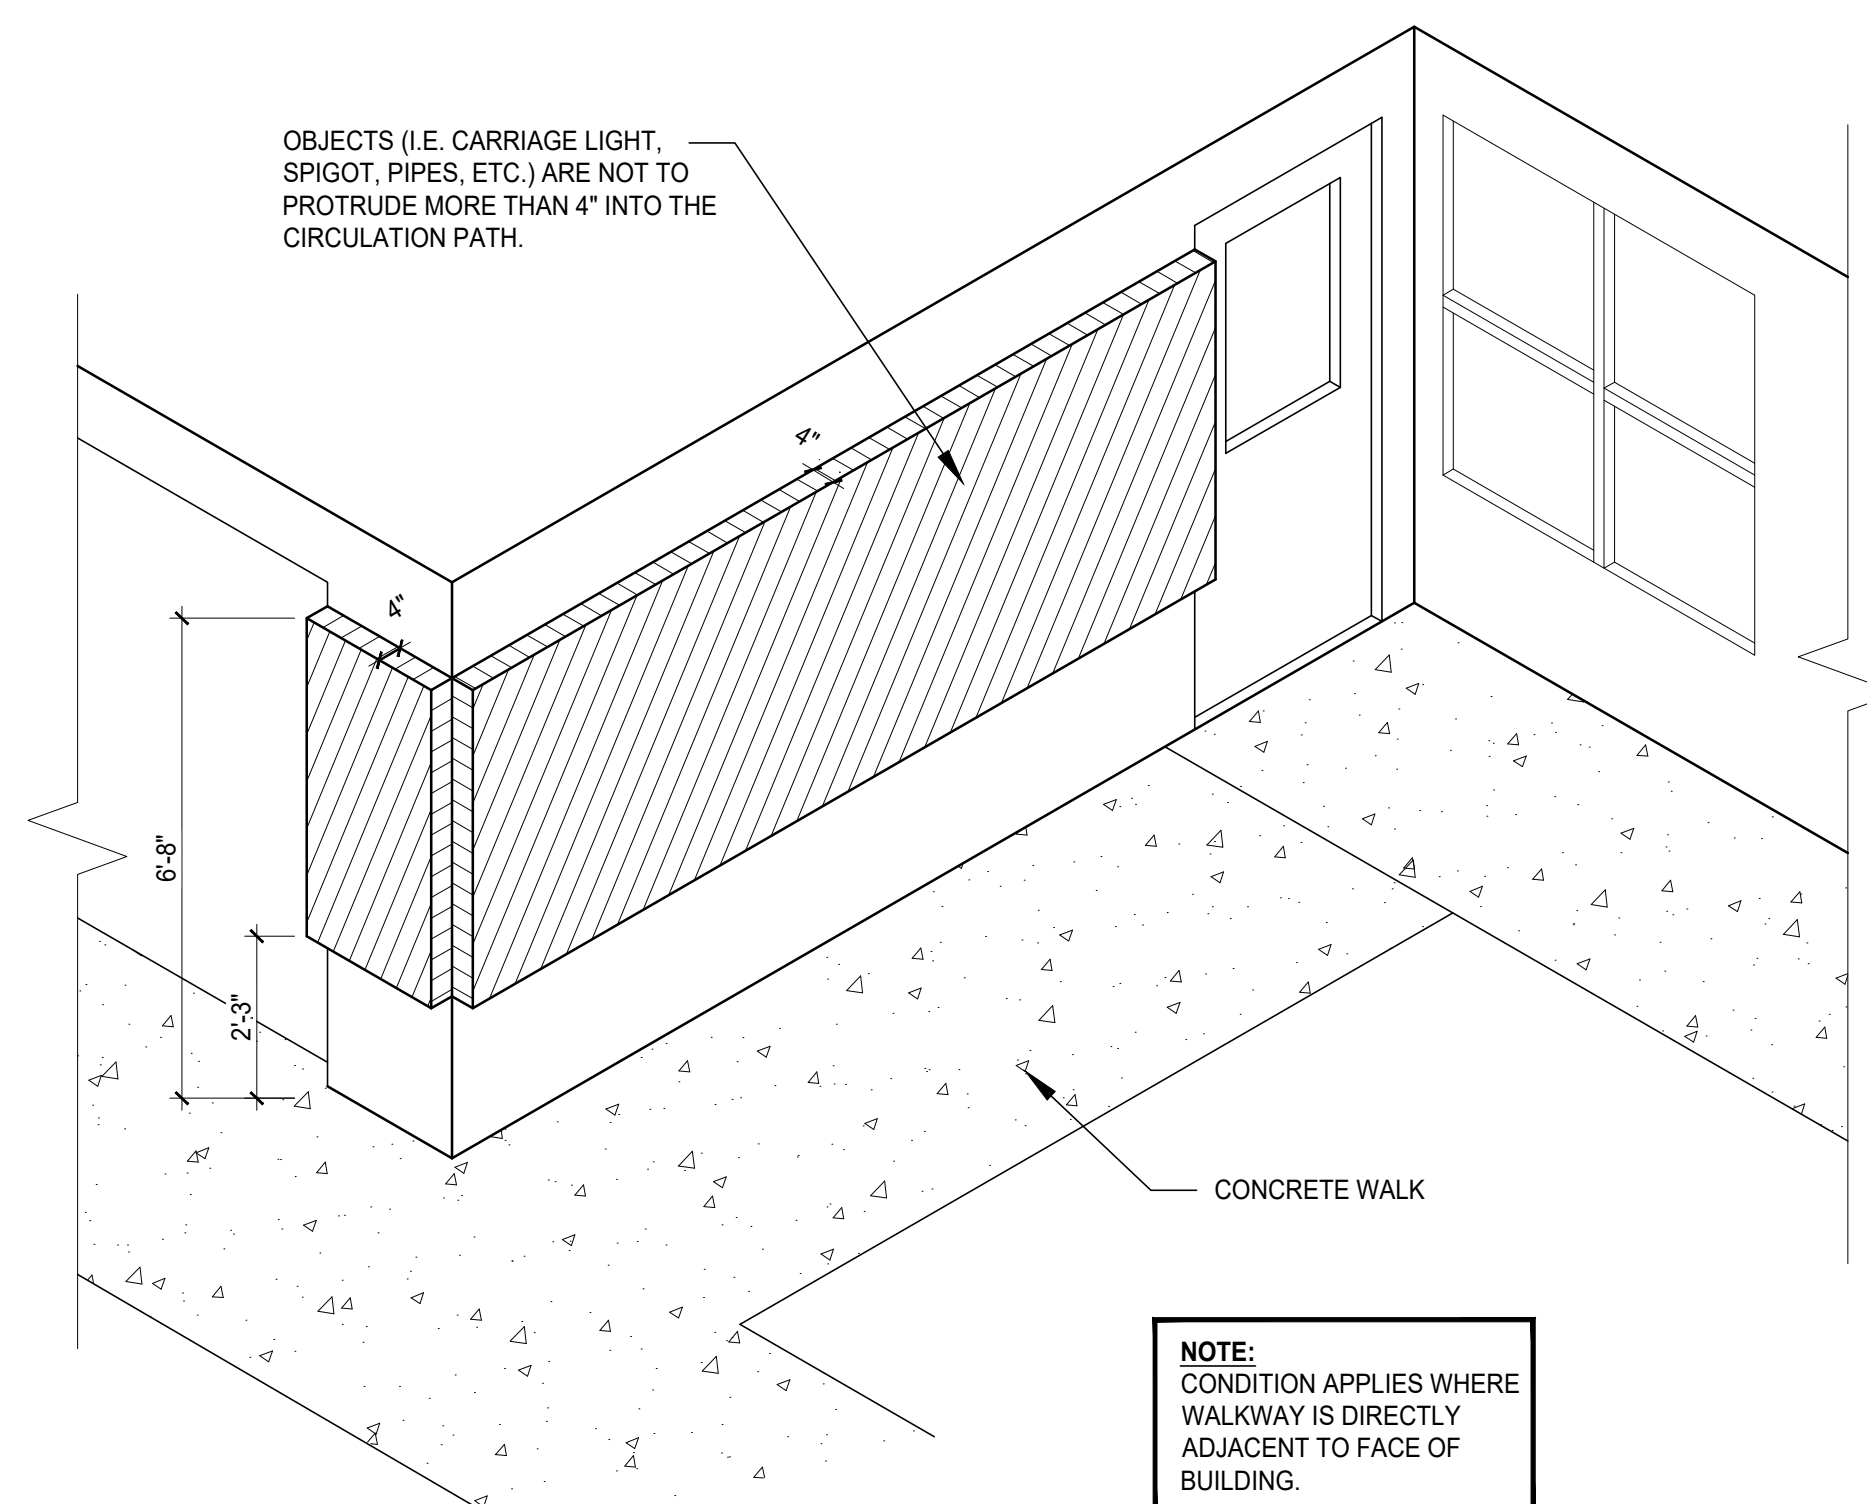 OBJECTS (I.E. CARRIAGE LIGHT,
SPIGOT, PIPES, ETC.) ARE NOT TO
PROTRUDE MORE THAN 4" INTO THE
CIRCULATION PATH.
4"
4"
6'-8"
2'-3"
CONCRETE WALK
NOTE:
CONDITION APPLIES WHERE
WALKWAY IS DIRECTLY
ADJACENT TO FACE OF
BUILDING.